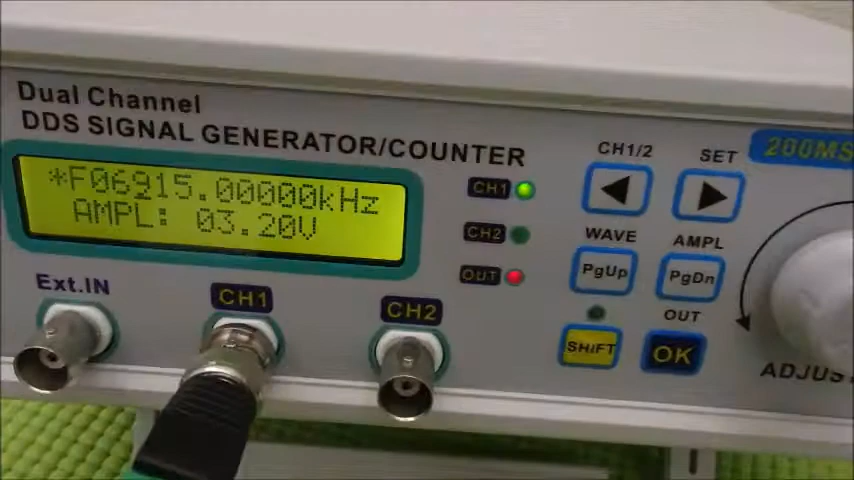 Dual Channel
DDS SIGNAL GENERATOR/COUNTER
*F06915.00000kHz
AMPL: 03.20V
CH1
CH2
OUT
CH1/2
SET
200MS
WAVE
AMPL
PgUp
PgDn
OUT
SHIFT
OK
ADJUS
Ext.IN
CH1
CH2